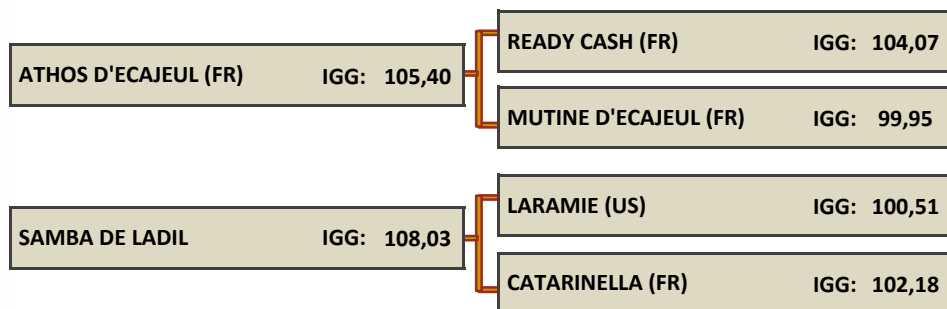 READY CASH (FR) IGG: 104,07
ATHOS D'ECAJEUL (FR) IGG: 105,40
MUTINE D'ECAJEUL (FR) IGG: 99,95
LARAMIE (US) IGG: 100,51
SAMBA DE LADIL IGG: 108,03
CATARINELLA (FR) IGG: 102,18